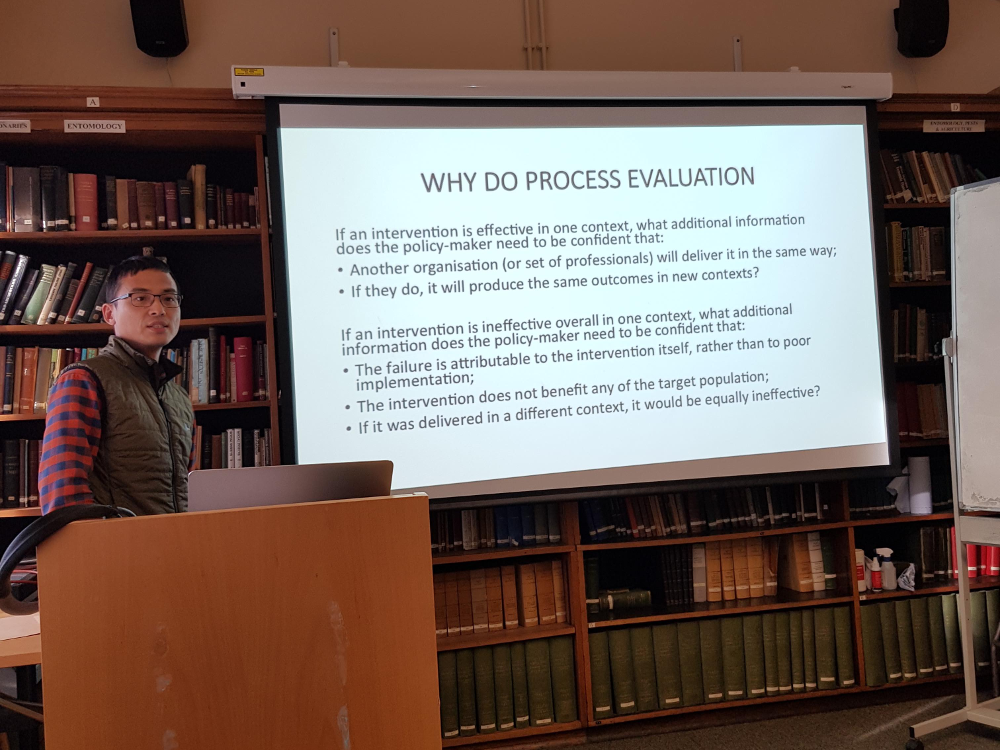 A
ENTOMOLOGY
D
ENTOMOLOGY, PESTS
& AGRICULTURE
WHY DO PROCESS EVALUATION
If an intervention is effective in one context, what additional information
does the policy-maker need to be confident that:
• Another organisation (or set of professionals) will deliver it in the same way;
• If they do, it will produce the same outcomes in new contexts?
If an intervention is ineffective overall in one context, what additional
information does the policy-maker need to be confident that:
• The failure is attributable to the intervention itself, rather than to poor
implementation;
• The intervention does not benefit any of the target population;
• If it was delivered in a different context, it would be equally ineffective?